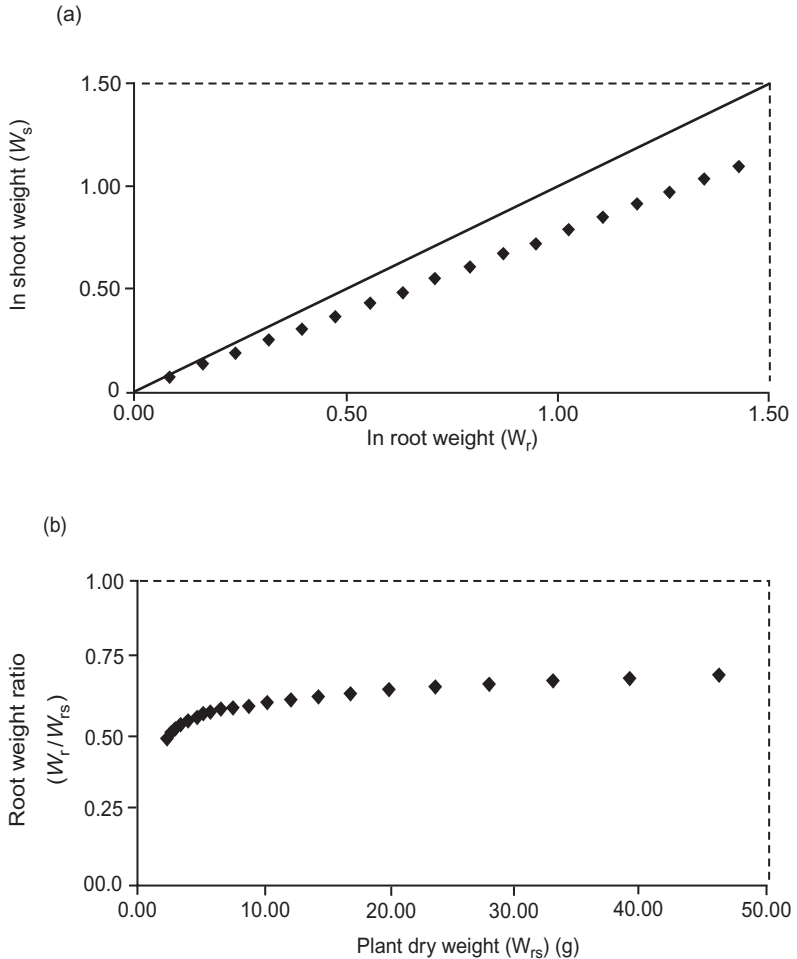 (a)
1.50
1.00
0.50
0
0.00
0.50
1.00
1.50
ln shoot weight (Ws)
ln root weight (Wr)
(b)
1.00
0.75
0.50
0.25
00.0
0.00
10.00
20.00
30.00
40.00
50.00
Root weight ratio
(Wr/Wrs)
Plant dry weight (Wrs) (g)